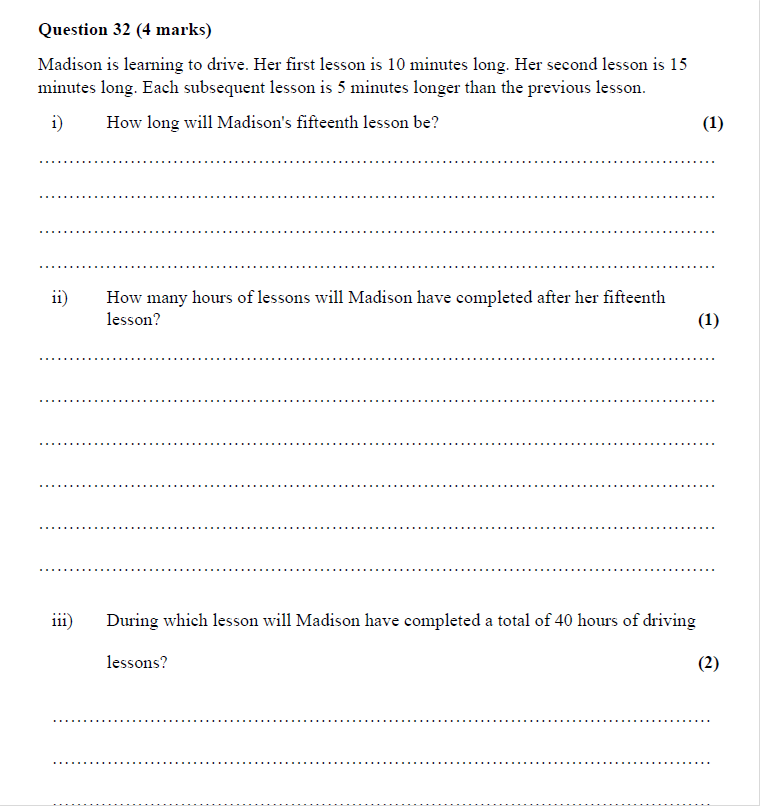 Question 32 (4 marks)
Madison is learning to drive. Her first lesson is 10 minutes long. Her second lesson is 15
minutes long. Each subsequent lesson is 5 minutes longer than the previous lesson.
i) How long will Madison's fifteenth lesson be? (1)
ii) How many hours of lessons will Madison have completed after her fifteenth
lesson? (1)
iii) During which lesson will Madison have completed a total of 40 hours of driving
lessons? (2)